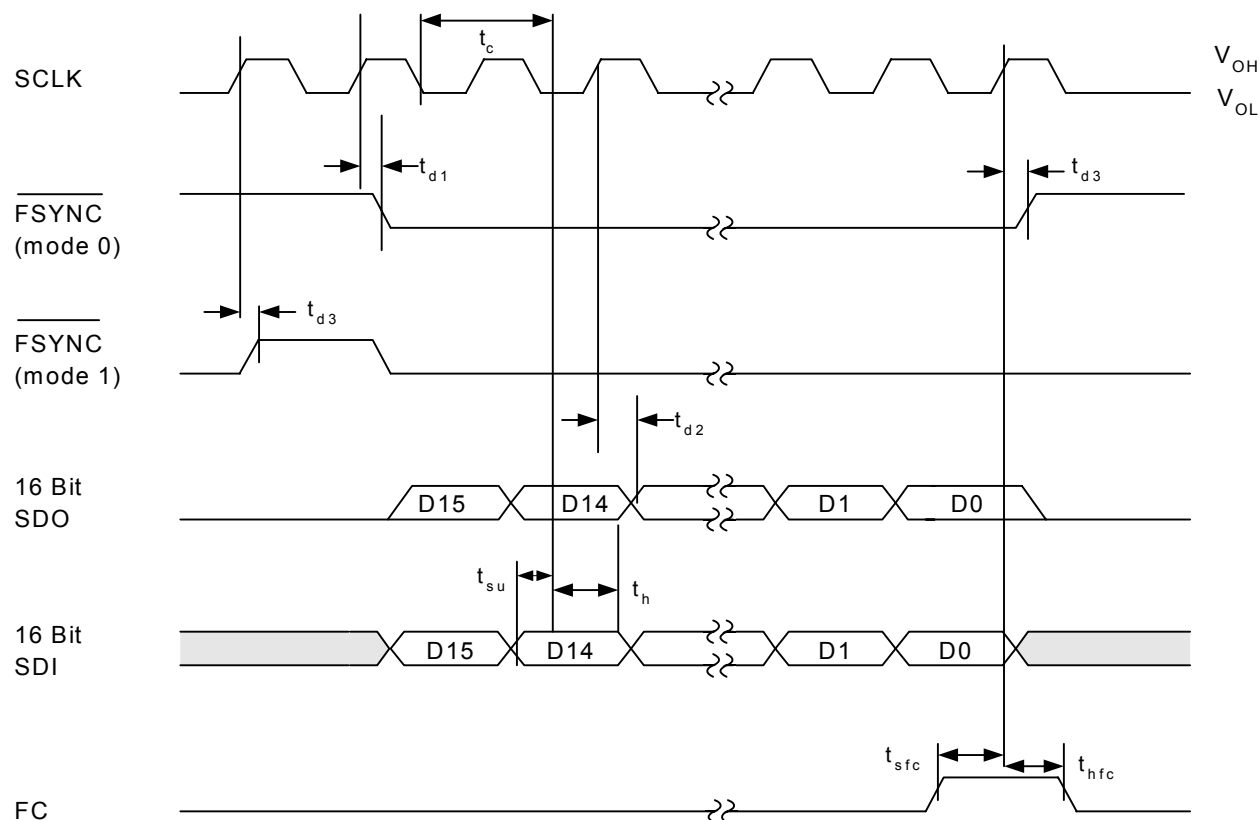 t_c
SCLK
V_OH
V_OL
t_d1
t_d3
FSYNC
(mode 0)
t_d3
FSYNC
(mode 1)
t_d2
16 Bit
SDO
D15 D14 D1 D0
t_su t_h
16 Bit
SDI
D15 D14 D1 D0
t_sfc t_hfc
FC